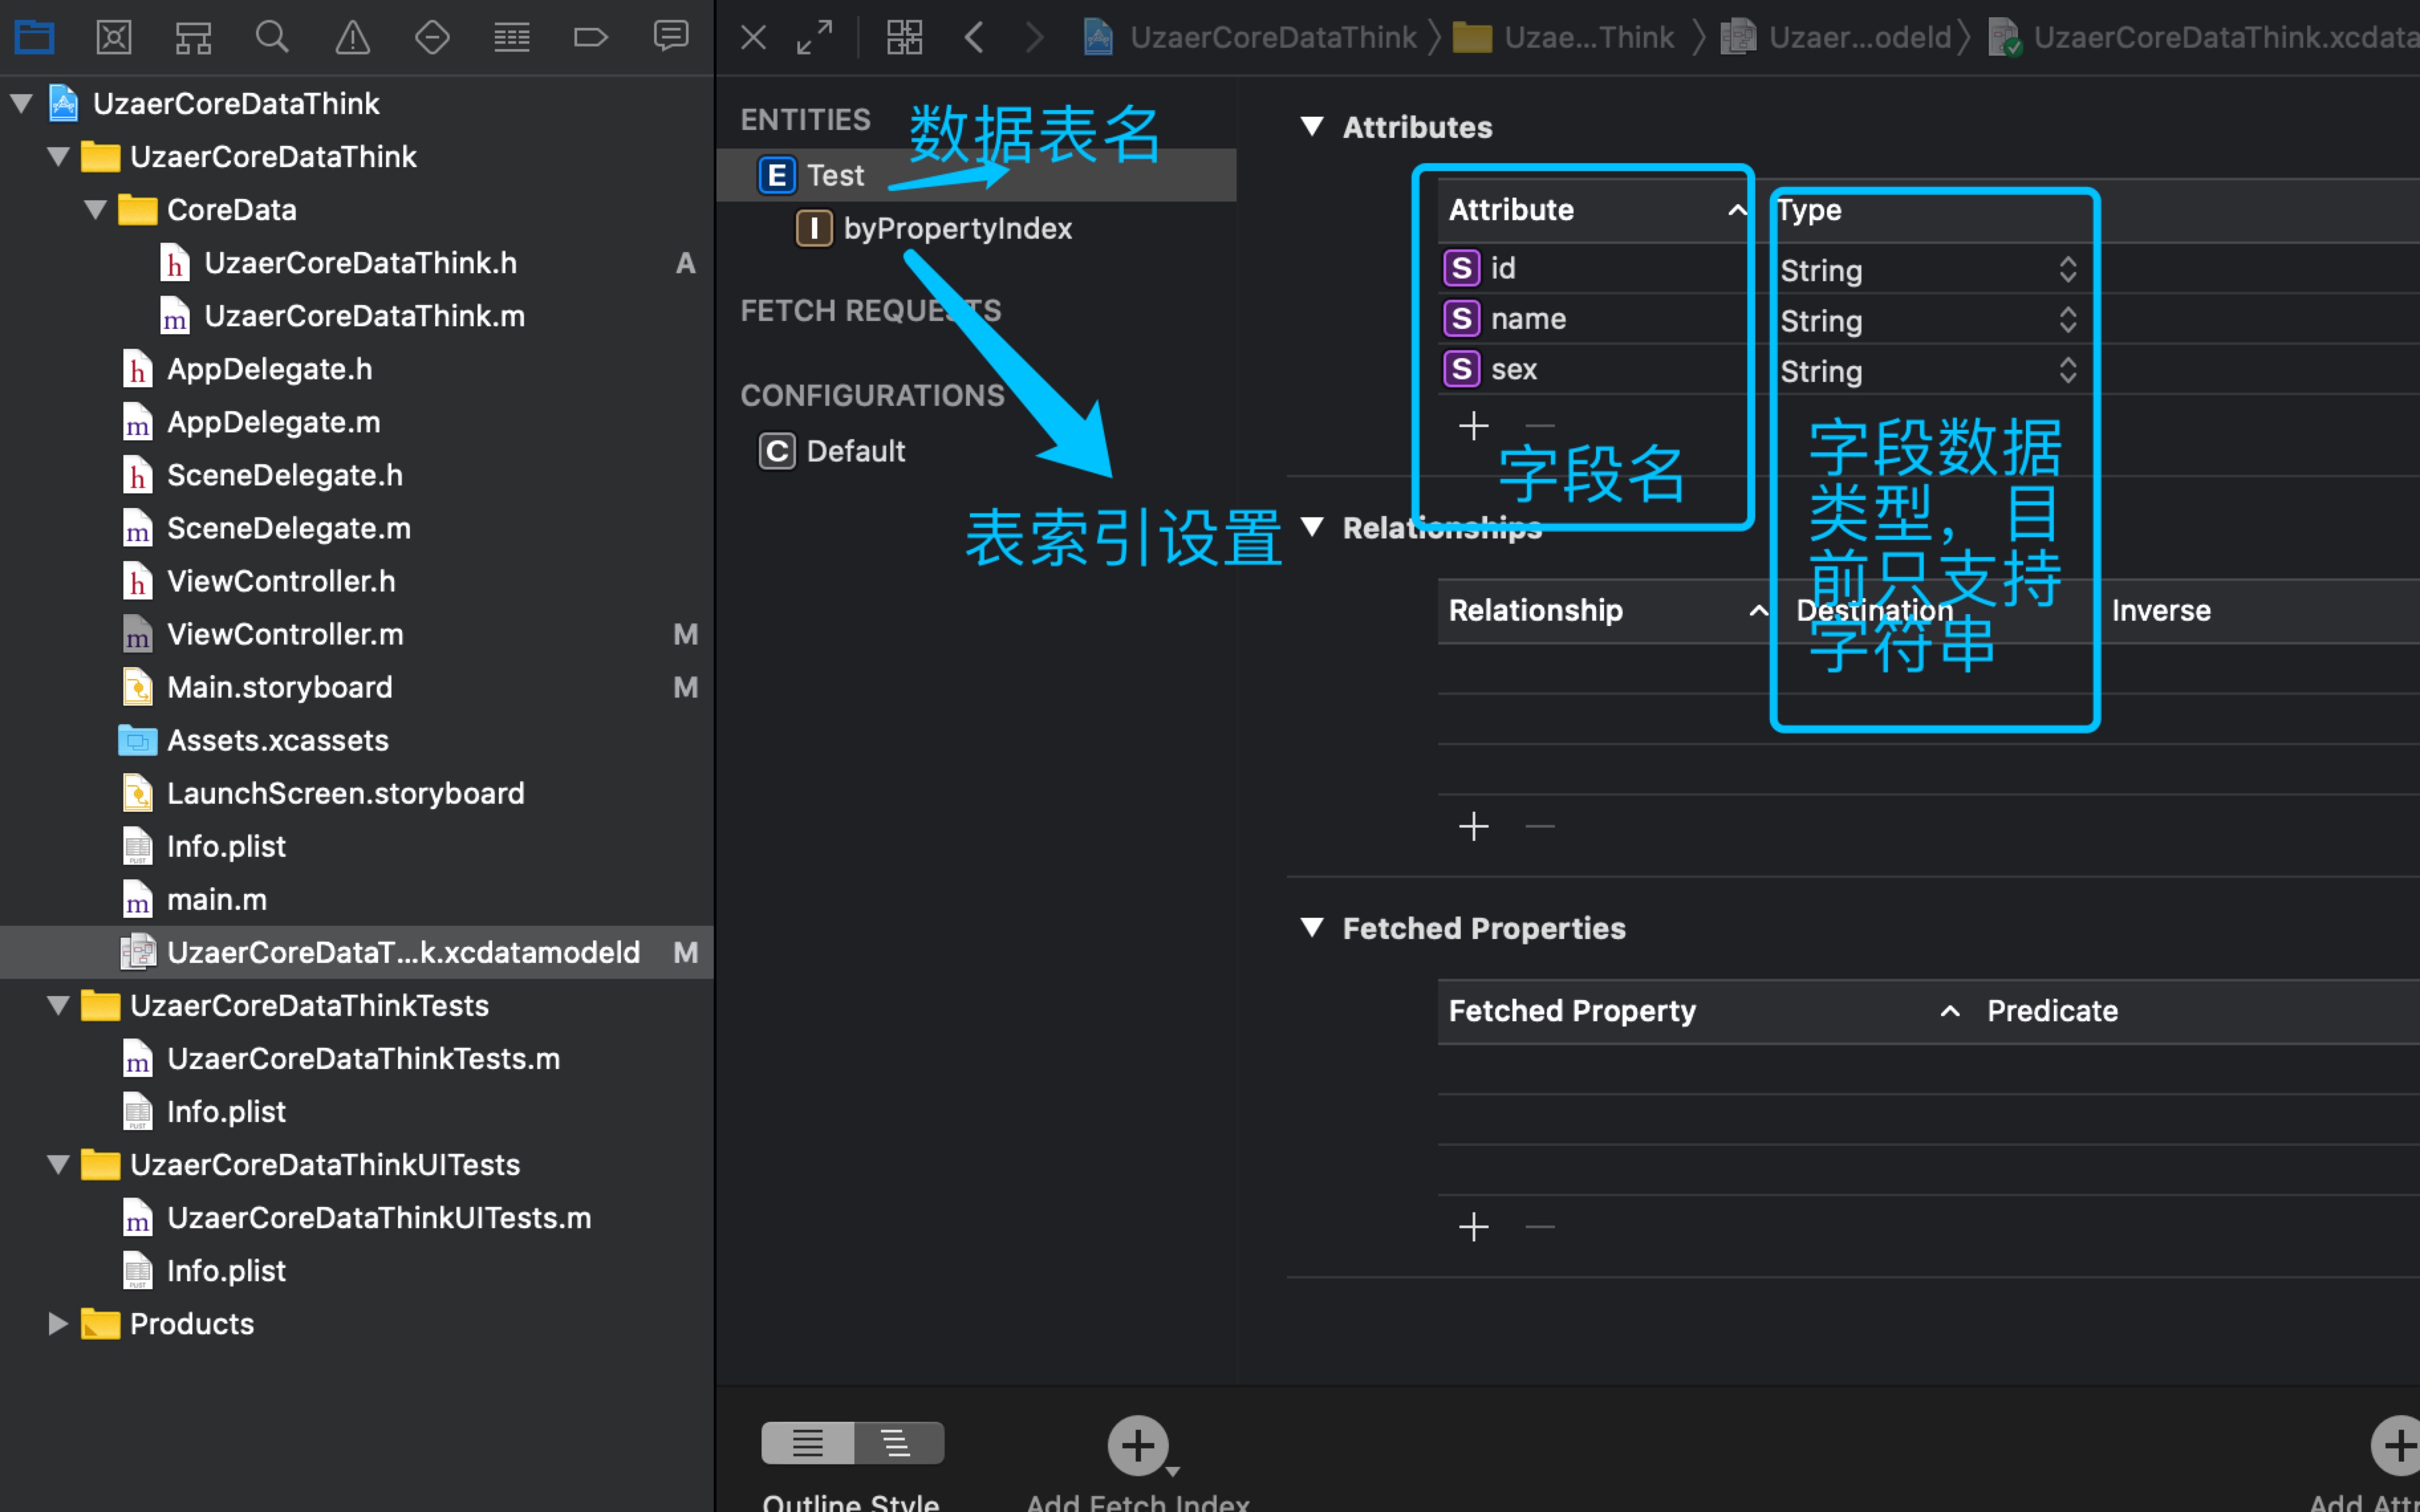 UzaerCoreDataThink
UzaerCoreDataThink
CoreData
UzaerCoreDataThink.h A
UzaerCoreDataThink.m
AppDelegate.h
AppDelegate.m
SceneDelegate.h
SceneDelegate.m
ViewController.h
ViewController.m M
Main.storyboard M
Assets.xcassets
LaunchScreen.storyboard
Info.plist
main.m
UzaerCoreDataT...k.xcdatamodeld M
UzaerCoreDataThinkTests
UzaerCoreDataThinkTests.m
Info.plist
UzaerCoreDataThinkUITests
UzaerCoreDataThinkUITests.m
Info.plist
Products
UzaerCoreDataThink Uzae...Think Uzaer...odeld UzaerCoreDataThink.xcdata
ENTITIES
数据表名
E Test
I byPropertyIndex
FETCH REQUESTS
CONFIGURATIONS
C Default
表索引设置
Attributes
Attribute Type
S id String
S name String
S sex String
字段名
字段数据
类型，目
前只支持
字符串
Relationships
Relationship Destination Inverse
Fetched Properties
Fetched Property Predicate
Outline Style Add Fetch Index Add Attr